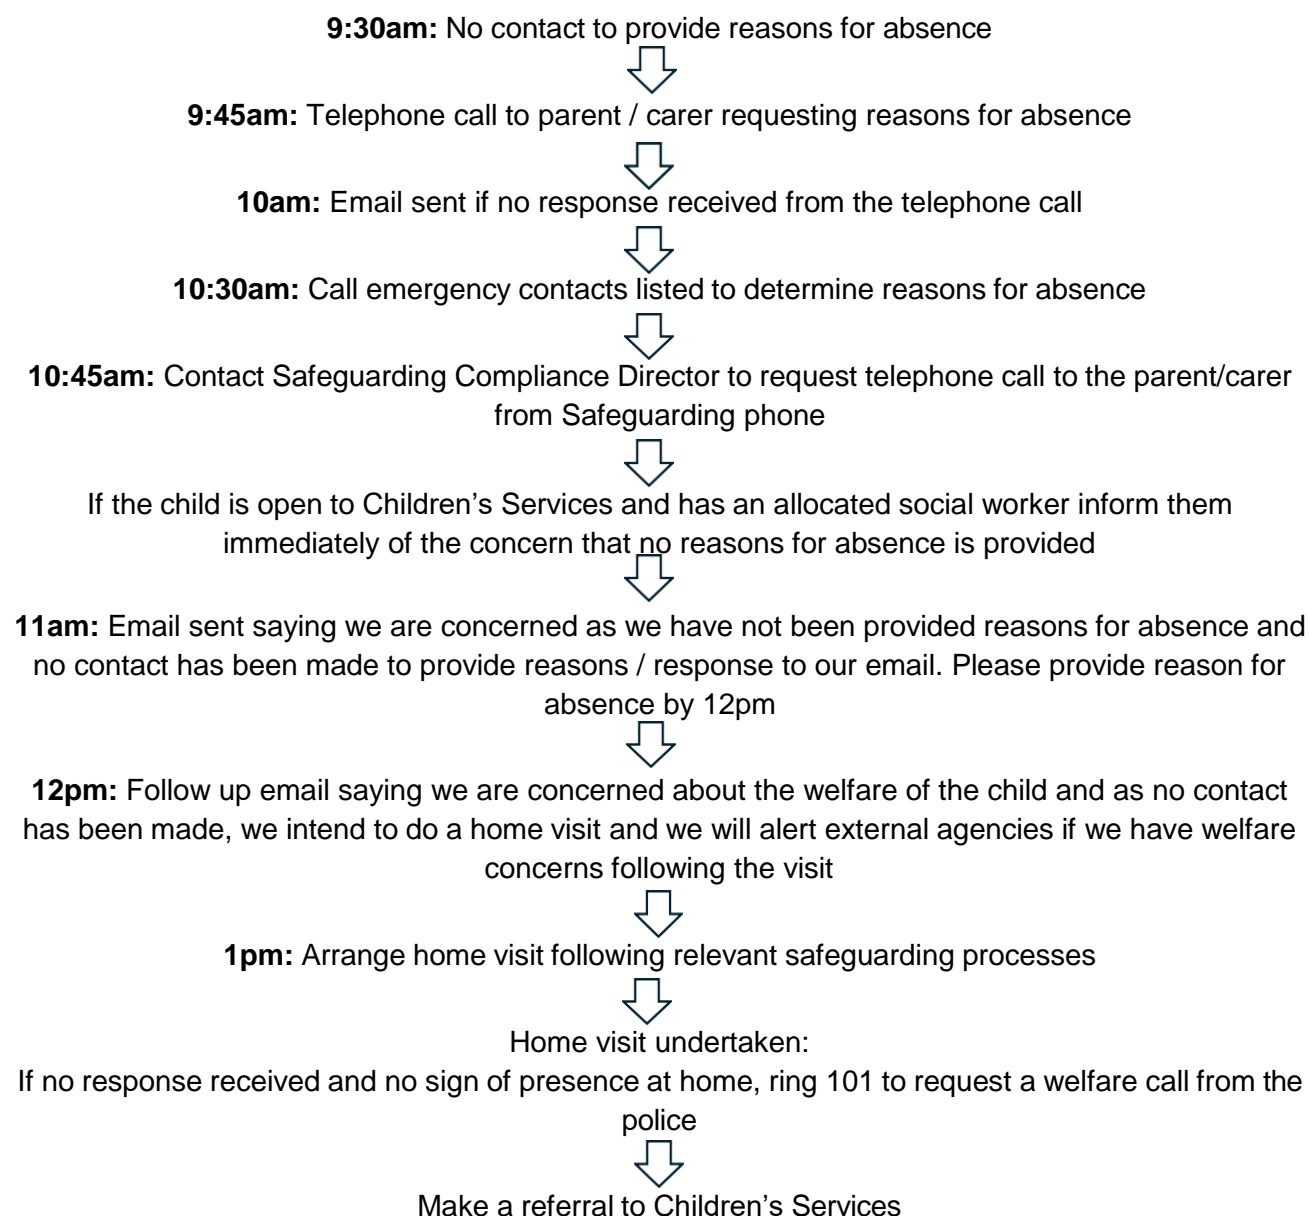 9:30am: No contact to provide reasons for absence
9:45am: Telephone call to parent / carer requesting reasons for absence
10am: Email sent if no response received from the telephone call
10:30am: Call emergency contacts listed to determine reasons for absence
10:45am: Contact Safeguarding Compliance Director to request telephone call to the parent/carer
from Safeguarding phone
If the child is open to Children’s Services and has an allocated social worker inform them
immediately of the concern that no reasons for absence is provided
11am: Email sent saying we are concerned as we have not been provided reasons for absence and
no contact has been made to provide reasons / response to our email. Please provide reason for
absence by 12pm
12pm: Follow up email saying we are concerned about the welfare of the child and as no contact
has been made, we intend to do a home visit and we will alert external agencies if we have welfare
concerns following the visit
1pm: Arrange home visit following relevant safeguarding processes
Home visit undertaken:
If no response received and no sign of presence at home, ring 101 to request a welfare call from the
police
Make a referral to Children’s Services